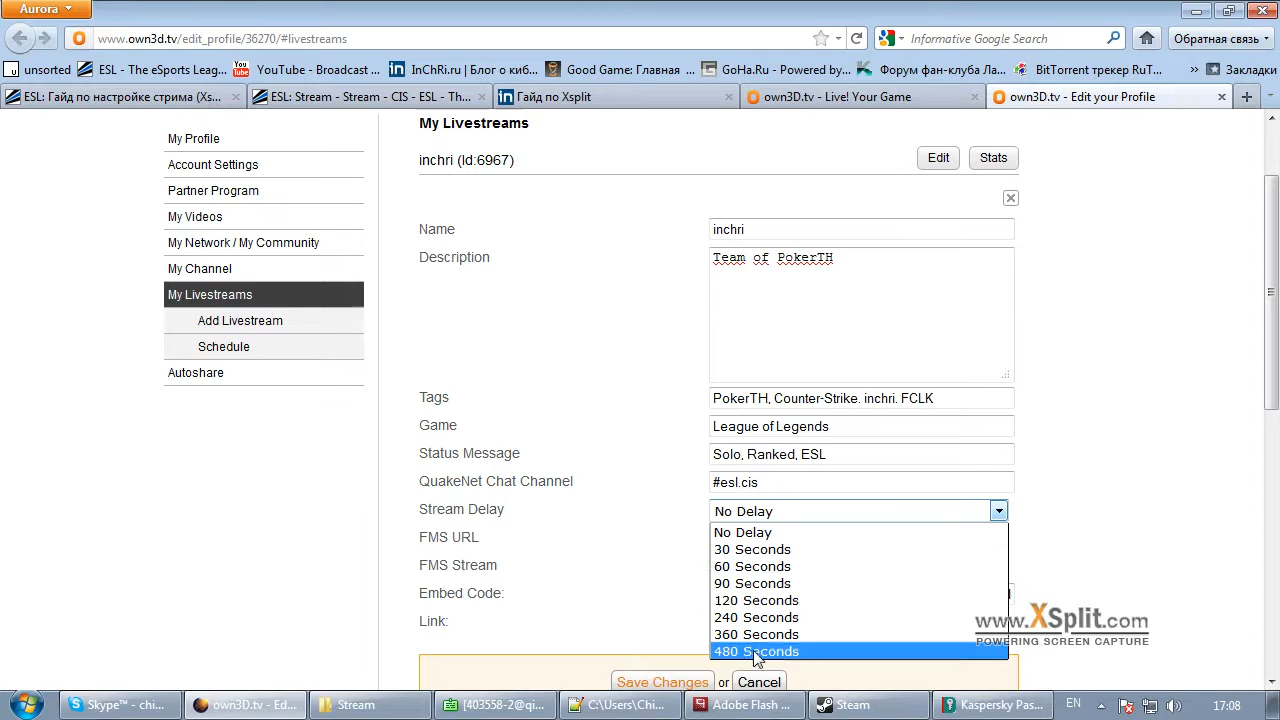 Aurora
www.own3d.tv/edit_profile/36270/#livestreams
Informative Google Search
Обратная связь
unsorted
ESL - The eSports Leag...
YouTube - Broadcast ...
InChRi.ru | Блог о киб...
Good Game: Главная ...
GoHa.Ru - Powered by...
Форум фан-клуба Ла...
BitTorrent трекер RuT...
Закладки
ESL: Гайд по настройке стрима (Xs...
ESL: Stream - Stream - CIS - ESL - Th...
Гайд по Xsplit
own3D.tv - Live! Your Game
own3D.tv - Edit your Profile
My Profile
Account Settings
Partner Program
My Videos
My Network / My Community
My Channel
My Livestreams
Add Livestream
Schedule
Autoshare
My Livestreams
inchri (Id:6967)
Edit
Stats
Name
inchri
Description
Team of PokerTH
Tags
PokerTH, Counter-Strike. inchri. FCLK
Game
League of Legends
Status Message
Solo, Ranked, ESL
QuakeNet Chat Channel
#esl.cis
Stream Delay
No Delay
No Delay
30 Seconds
60 Seconds
90 Seconds
120 Seconds
240 Seconds
360 Seconds
480 Seconds
FMS URL
FMS Stream
Embed Code:
Link:
www.XSplit.com
POWERING SCREEN CAPTURE
Save Changes or Cancel
Skype™ - chi...
own3D.tv - Ed...
Stream
[403558-2@qi...
C:\Users\Chi...
Adobe Flash ...
Steam
Kaspersky Pas...
EN
17:08